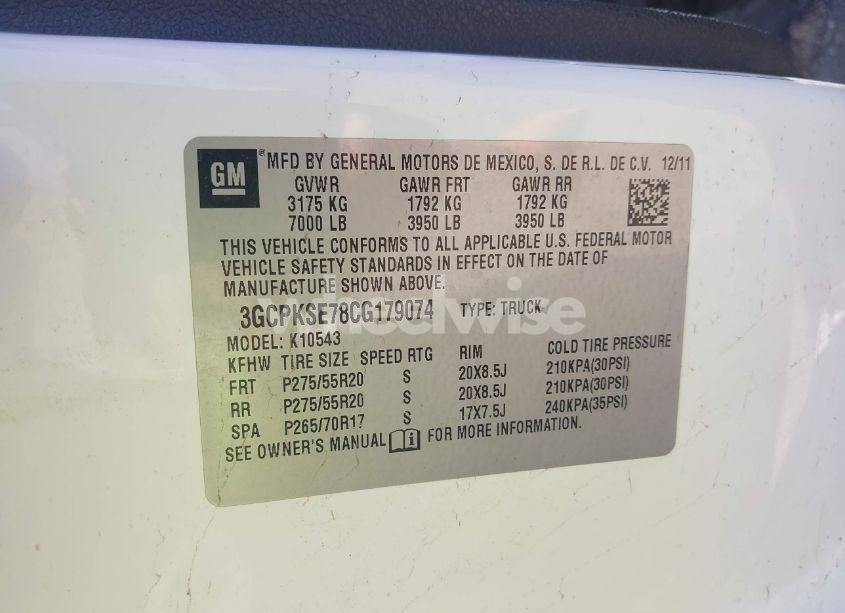 GM ® MFD BY GENERAL MOTORS DE MEXICO, S. DE R.L. DE C.V. 12/11
GVWR GAWR FRT GAWR RR
3175 KG 1792 KG 1792 KG
7000 LB 3950 LB 3950 LB
THIS VEHICLE CONFORMS TO ALL APPLICABLE U.S. FEDERAL MOTOR
VEHICLE SAFETY STANDARDS IN EFFECT ON THE DATE OF
MANUFACTURE SHOWN ABOVE.
3GCPKSE78CG179074 TYPE: TRUCK
MODEL: K10543
KFHW TIRE SIZE SPEED RTG RIM COLD TIRE PRESSURE
FRT P275/55R20 S 20X8.5J 210KPA(30PSI)
RR P275/55R20 S 20X8.5J 210KPA(30PSI)
SPA P265/70R17 S 17X7.5J 240KPA(35PSI)
SEE OWNER'S MANUAL i FOR MORE INFORMATION.